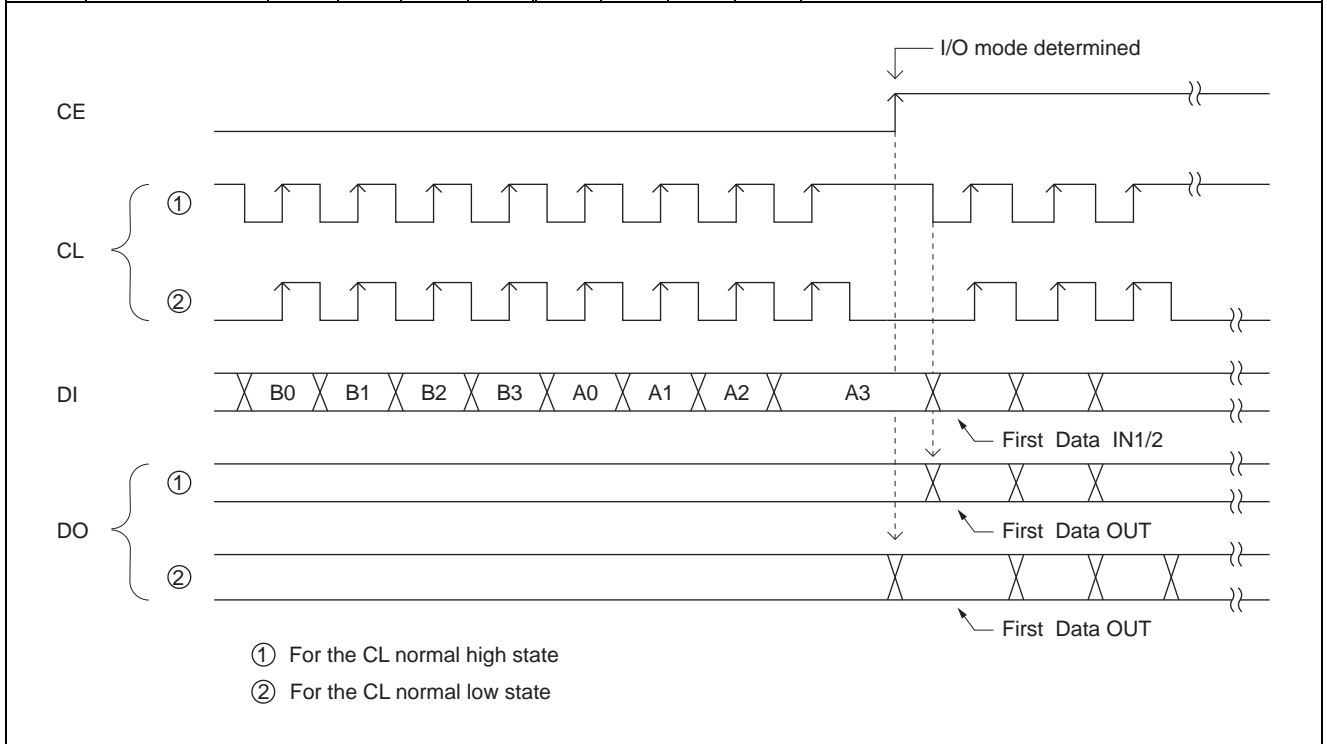 I/O mode determined
CE
CL
①
②
DI
B0 B1 B2 B3 A0 A1 A2 A3
First Data IN1/2
DO
①
First Data OUT
②
First Data OUT
① For the CL normal high state
② For the CL normal low state